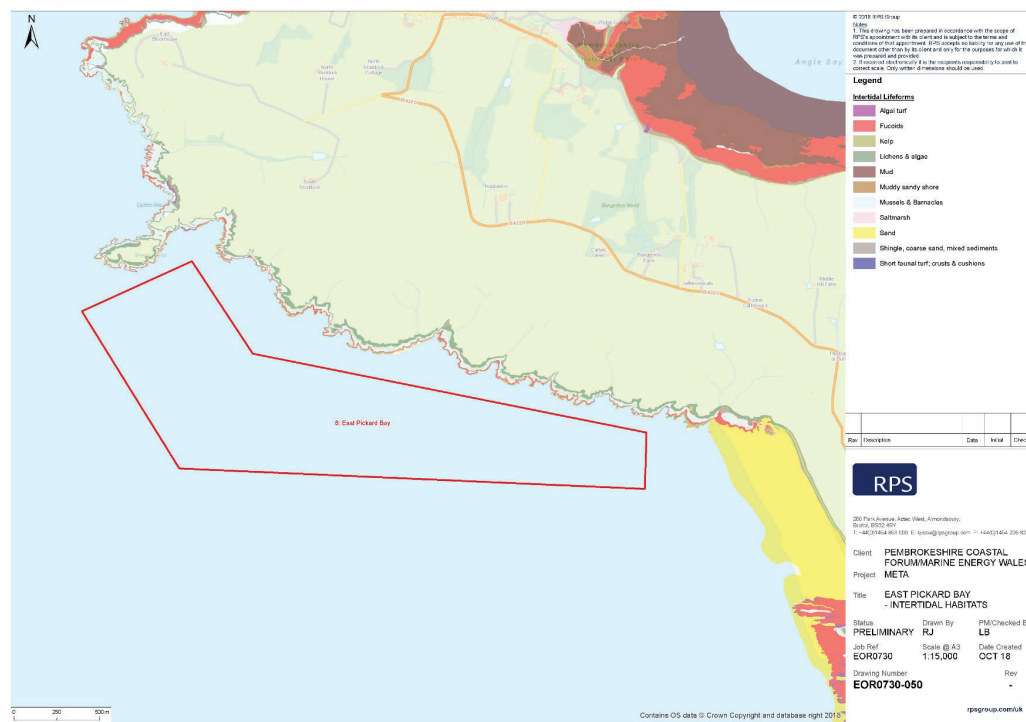 N
Angle Bay
B 4320
B 4320
B 4320
8: East Pickard Bay
0
250
500 m
Contains OS data © Crown Copyright and database right 2018
© 2018 RPS Group
Notes
1. This drawing has been prepared in accordance with the scope of
RPS's appointment with its client and is subject to the terms and
conditions of that appointment. RPS accepts no liability for any use of this
document other than by its client and only for the purposes for which it
was prepared and provided.
2. If received electronically it is the recipients responsibility to print to
correct scale. Only written dimensions should be used.
Legend
Intertidal Lifeforms
Algal turf
Fucoids
Kelp
Lichens & algae
Mud
Muddy sandy shore
Mussels & Barnacles
Saltmarsh
Sand
Shingle, coarse sand, mixed sediments
Short faunal turf; crusts & cushions
Rev Description Date Initial Chec
RPS
Client PEMBROKESHIRE COASTAL
FORUM/MARINE ENERGY WALES
Project META
Title EAST PICKARD BAY
- INTERTIDAL HABITATS
Status Drawn By PM/Checked B
PRELIMINARY RJ LB
Job Ref Scale @ A3 Date Created
EOR0730 1:15,000 OCT 18
Drawing Number Rev
EOR0730-050 -
rpsgroup.com/uk